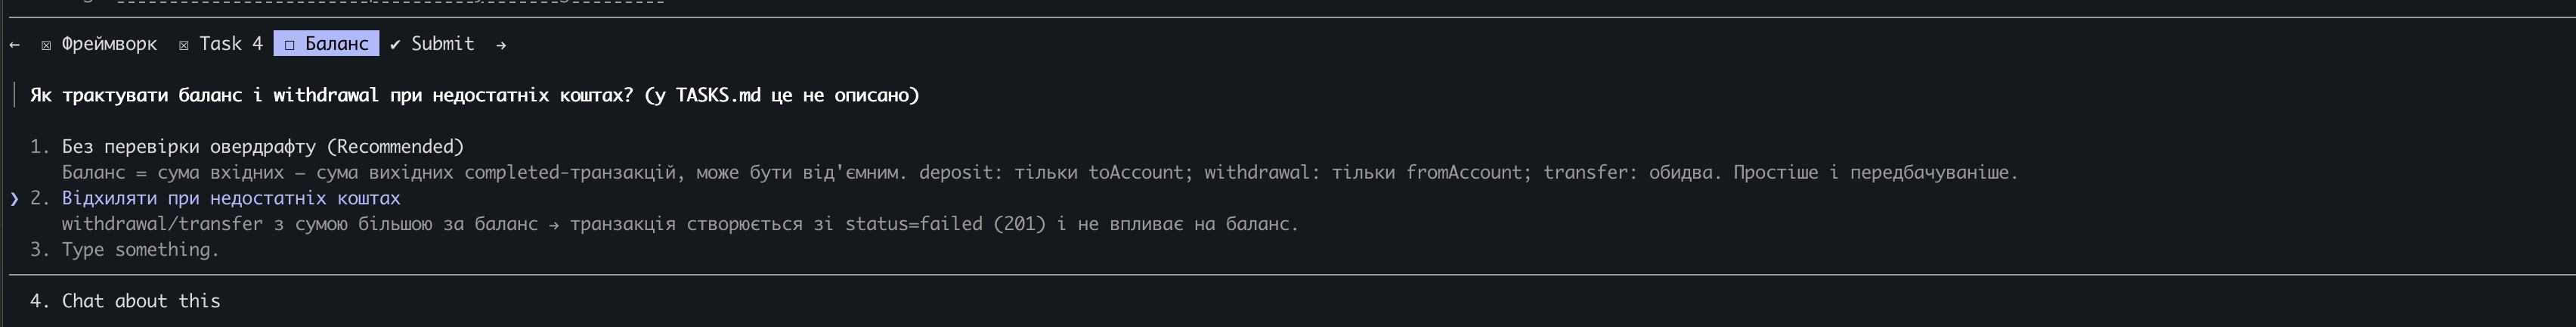 ← ☒ Фреймворк ☒ Task 4 ☐ Баланс ✔ Submit →
Як трактувати баланс і withdrawal при недостатніх коштах? (у TASKS.md це не описано)
1. Без перевірки овердрафту (Recommended)
Баланс = сума вхідних − сума вихідних completed-транзакцій, може бути від'ємним. deposit: тільки toAccount; withdrawal: тільки fromAccount; transfer: обидва. Простіше і передбачуваніше.
❯ 2. Відхиляти при недостатніх коштах
withdrawal/transfer з сумою більшою за баланс → транзакція створюється зі status=failed (201) і не впливає на баланс.
3. Type something.
4. Chat about this